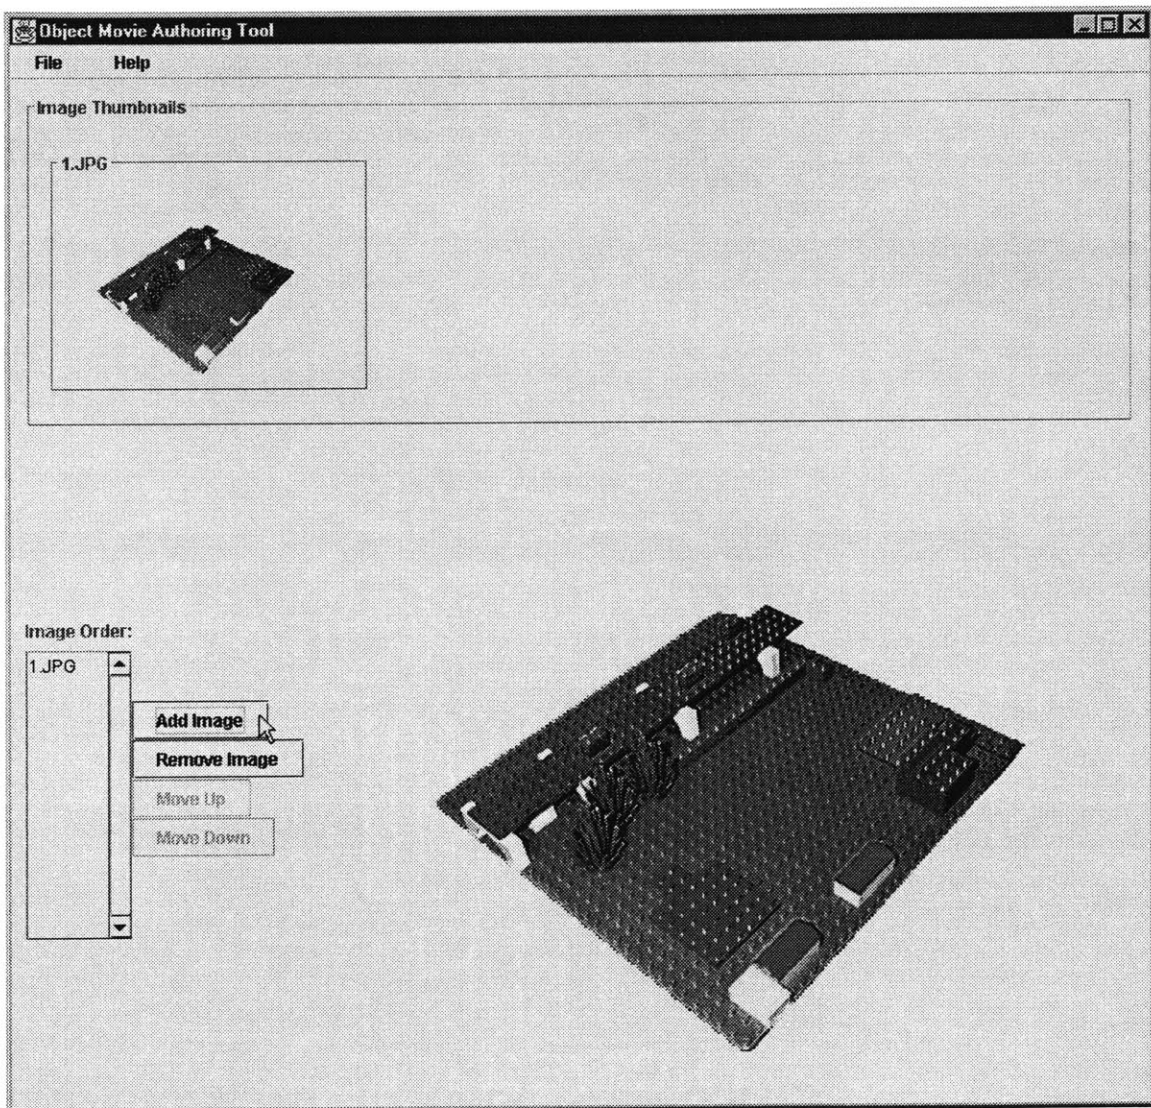 Object Movie Authoring Tool
File Help
Image Thumbnails
1.JPG
Image Order:
1.JPG
Add Image
Remove Image
Move Up
Move Down